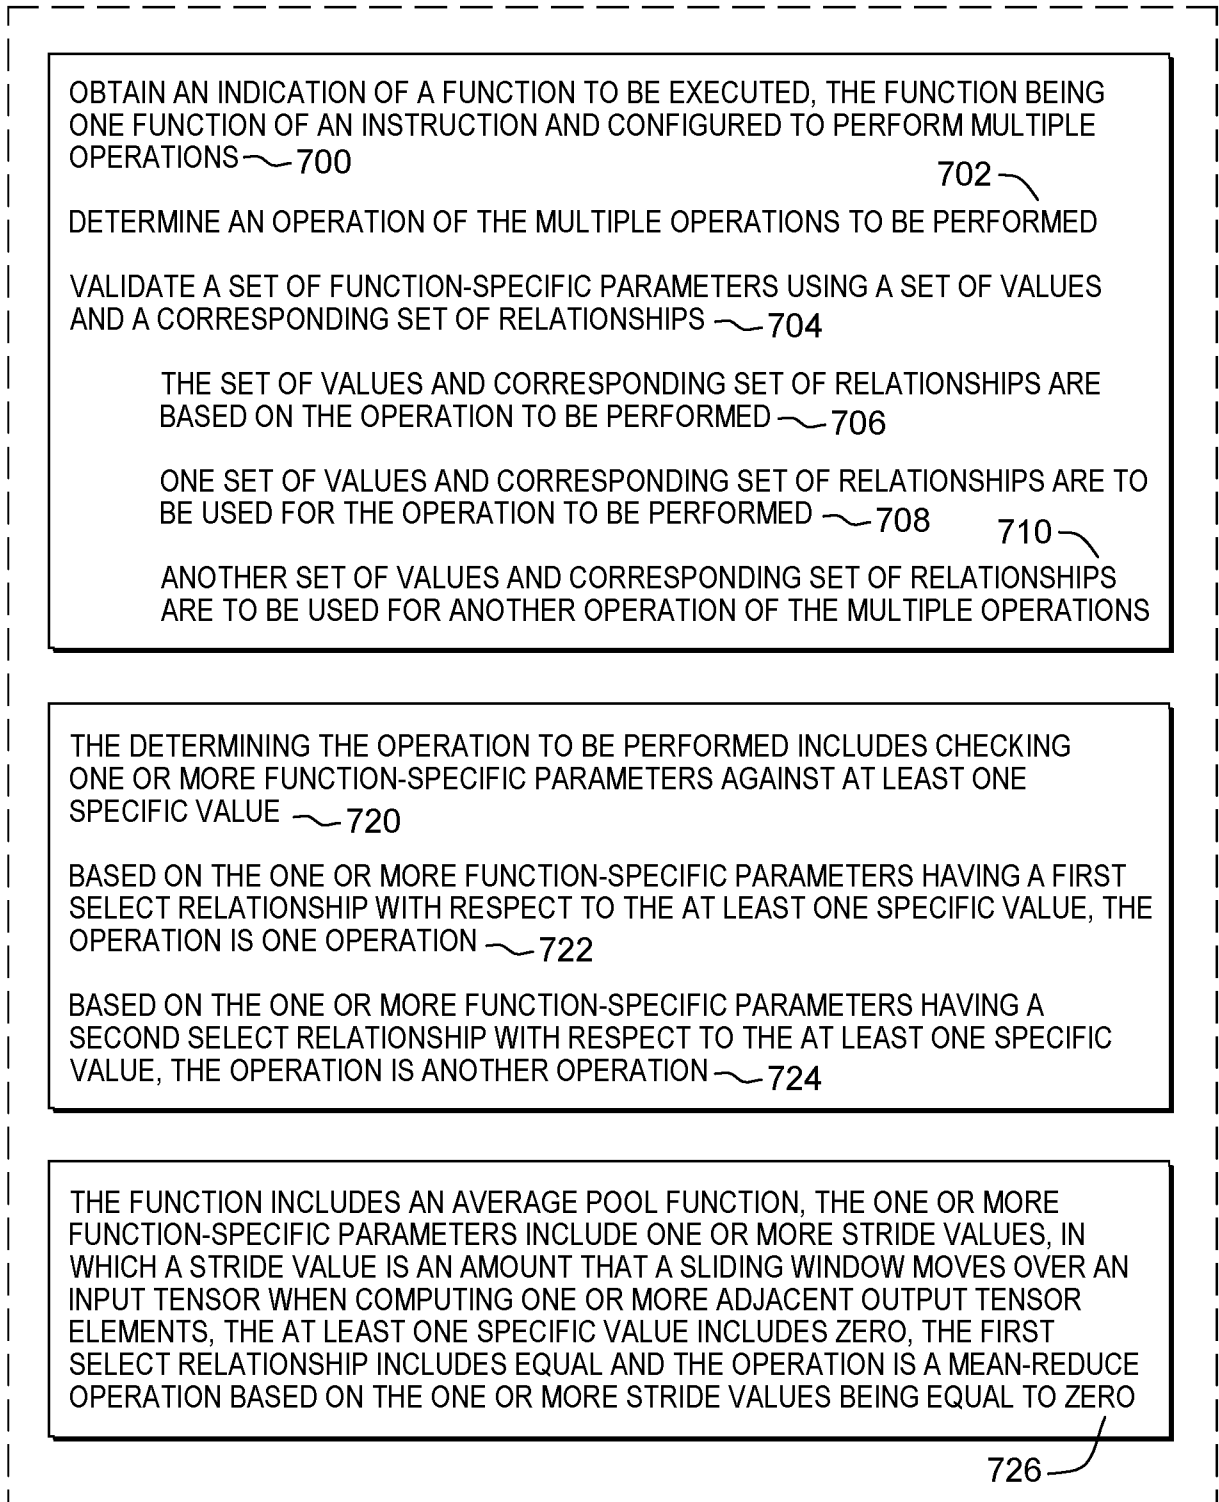 OBTAIN AN INDICATION OF A FUNCTION TO BE EXECUTED, THE FUNCTION BEING
ONE FUNCTION OF AN INSTRUCTION AND CONFIGURED TO PERFORM MULTIPLE
OPERATIONS 700
702
DETERMINE AN OPERATION OF THE MULTIPLE OPERATIONS TO BE PERFORMED
VALIDATE A SET OF FUNCTION-SPECIFIC PARAMETERS USING A SET OF VALUES
AND A CORRESPONDING SET OF RELATIONSHIPS 704
THE SET OF VALUES AND CORRESPONDING SET OF RELATIONSHIPS ARE
BASED ON THE OPERATION TO BE PERFORMED 706
ONE SET OF VALUES AND CORRESPONDING SET OF RELATIONSHIPS ARE TO
BE USED FOR THE OPERATION TO BE PERFORMED 708
710
ANOTHER SET OF VALUES AND CORRESPONDING SET OF RELATIONSHIPS
ARE TO BE USED FOR ANOTHER OPERATION OF THE MULTIPLE OPERATIONS
THE DETERMINING THE OPERATION TO BE PERFORMED INCLUDES CHECKING
ONE OR MORE FUNCTION-SPECIFIC PARAMETERS AGAINST AT LEAST ONE
SPECIFIC VALUE 720
BASED ON THE ONE OR MORE FUNCTION-SPECIFIC PARAMETERS HAVING A FIRST
SELECT RELATIONSHIP WITH RESPECT TO THE AT LEAST ONE SPECIFIC VALUE, THE
OPERATION IS ONE OPERATION 722
BASED ON THE ONE OR MORE FUNCTION-SPECIFIC PARAMETERS HAVING A
SECOND SELECT RELATIONSHIP WITH RESPECT TO THE AT LEAST ONE SPECIFIC
VALUE, THE OPERATION IS ANOTHER OPERATION 724
THE FUNCTION INCLUDES AN AVERAGE POOL FUNCTION, THE ONE OR MORE
FUNCTION-SPECIFIC PARAMETERS INCLUDE ONE OR MORE STRIDE VALUES, IN
WHICH A STRIDE VALUE IS AN AMOUNT THAT A SLIDING WINDOW MOVES OVER AN
INPUT TENSOR WHEN COMPUTING ONE OR MORE ADJACENT OUTPUT TENSOR
ELEMENTS, THE AT LEAST ONE SPECIFIC VALUE INCLUDES ZERO, THE FIRST
SELECT RELATIONSHIP INCLUDES EQUAL AND THE OPERATION IS A MEAN-REDUCE
OPERATION BASED ON THE ONE OR MORE STRIDE VALUES BEING EQUAL TO ZERO
726